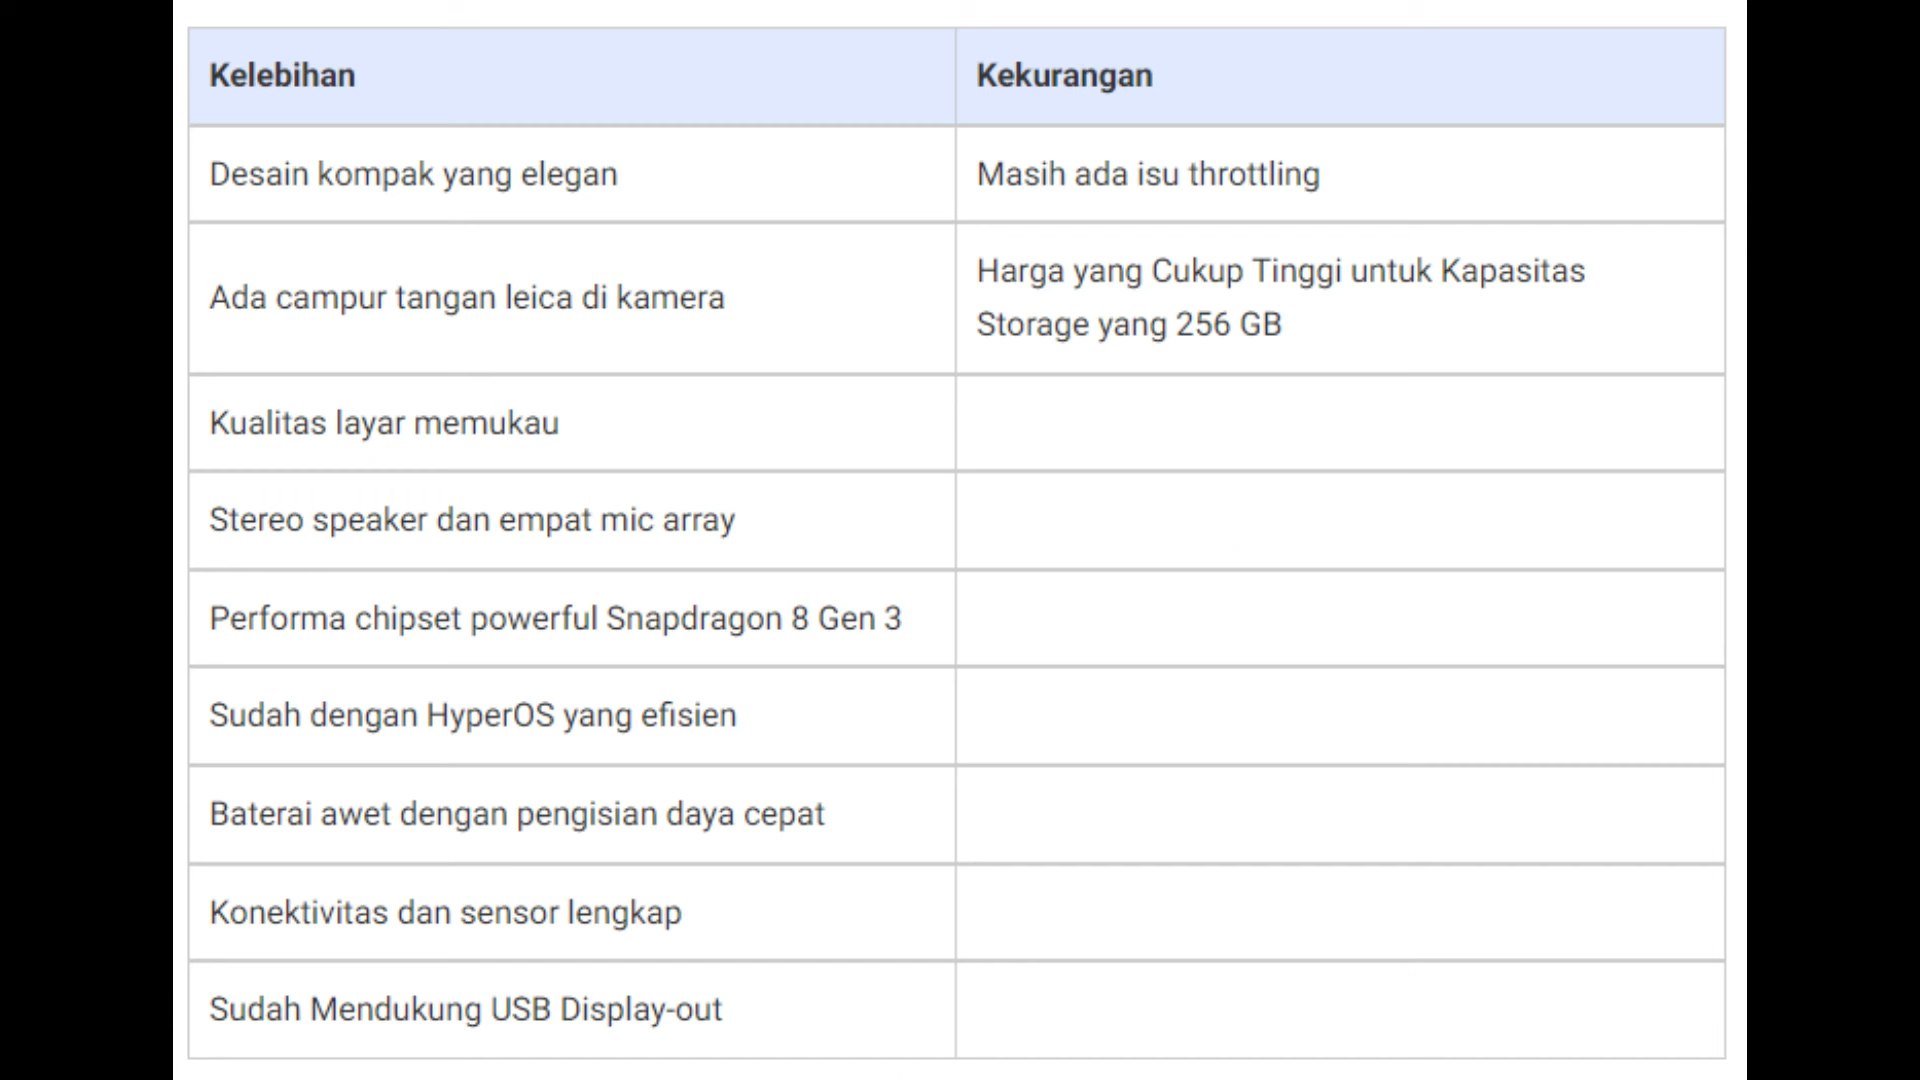 Kelebihan
Kekurangan
Desain kompak yang elegan
Masih ada isu throttling
Ada campur tangan leica di kamera
Harga yang Cukup Tinggi untuk Kapasitas
Storage yang 256 GB
Kualitas layar memukau
Stereo speaker dan empat mic array
Performa chipset powerful Snapdragon 8 Gen 3
Sudah dengan HyperOS yang efisien
Baterai awet dengan pengisian daya cepat
Konektivitas dan sensor lengkap
Sudah Mendukung USB Display-out